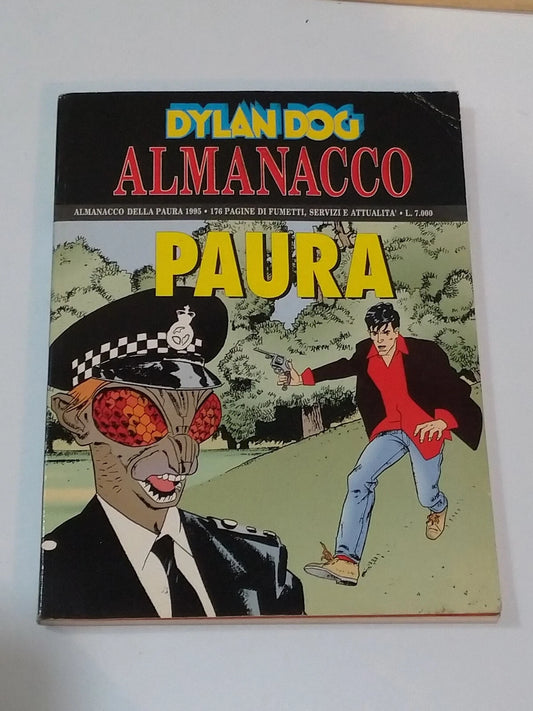 DYLAN DOG
ALMANACCO
ALMANACCO DELLA PAURA 1995 • 176 PAGINE DI FUMETTI, SERVIZI E ATTUALITA' • L. 7.000
PAURA